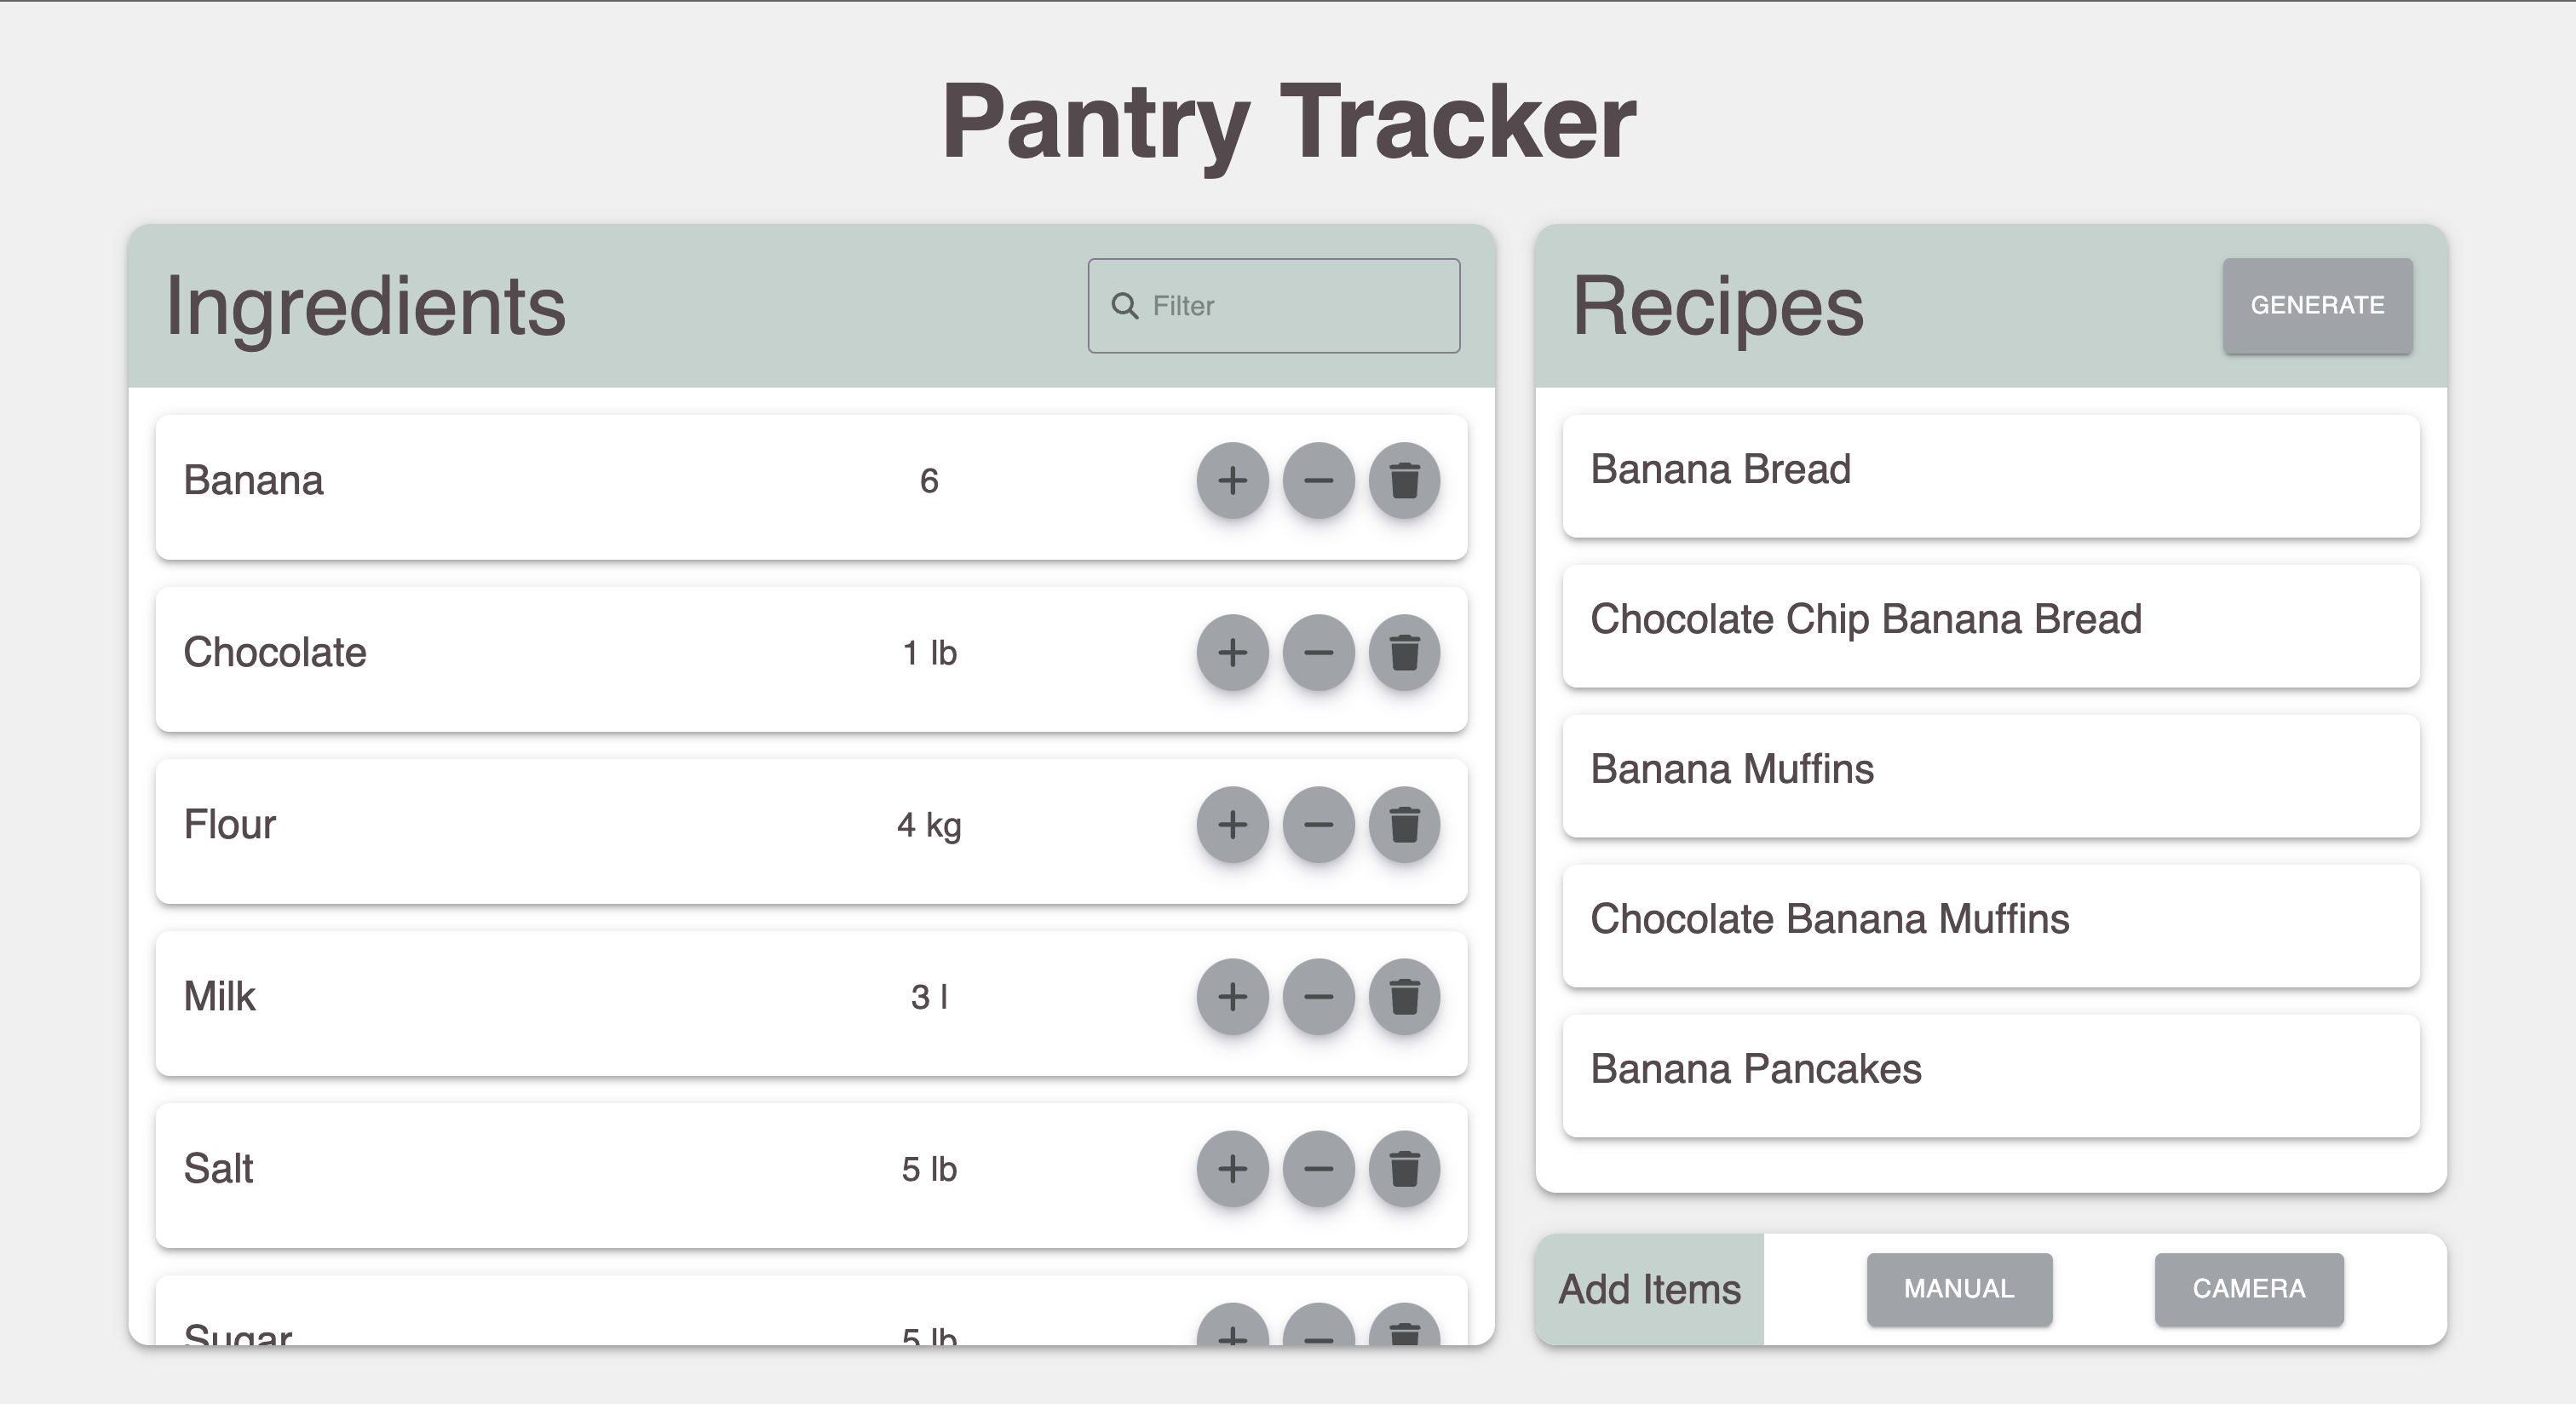 Pantry Tracker
Ingredients
Filter
Banana 6
Chocolate 1 lb
Flour 4 kg
Milk 3 l
Salt 5 lb
Sugar 5 lb
Recipes
GENERATE
Banana Bread
Chocolate Chip Banana Bread
Banana Muffins
Chocolate Banana Muffins
Banana Pancakes
Add Items
MANUAL
CAMERA